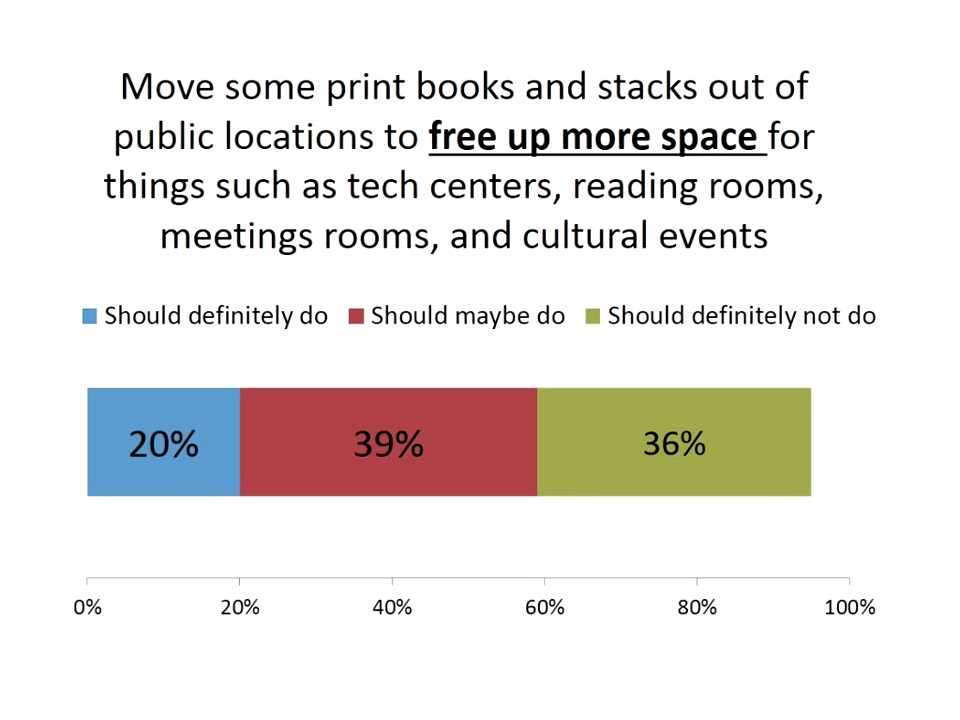 Move some print books and stacks out of
public locations to free up more space for
things such as tech centers, reading rooms,
meetings rooms, and cultural events
Should definitely do Should maybe do Should definitely not do
20% 39% 36%
0% 20% 40% 60% 80% 100%